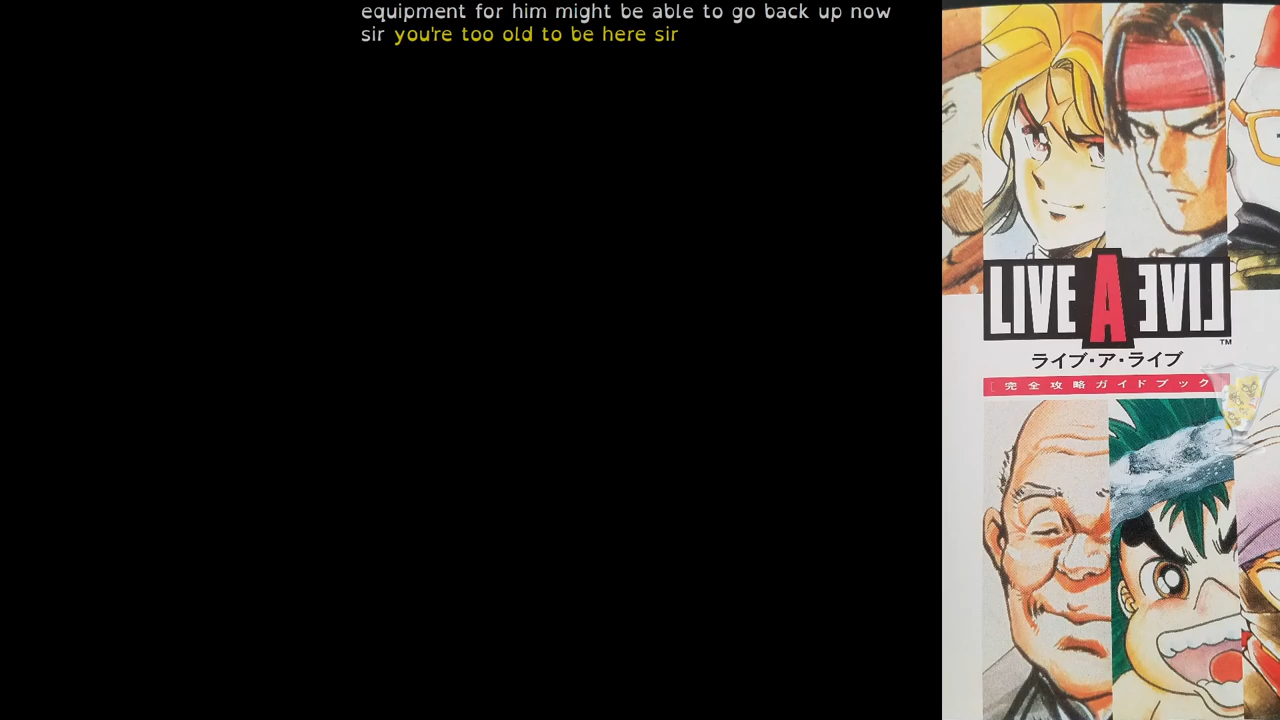 equipment for him might be able to go back up now
sir you're too old to be here sir
LIVE A EVIL
™
ライブ・ア・ライブ
[完全攻略ガイドブック